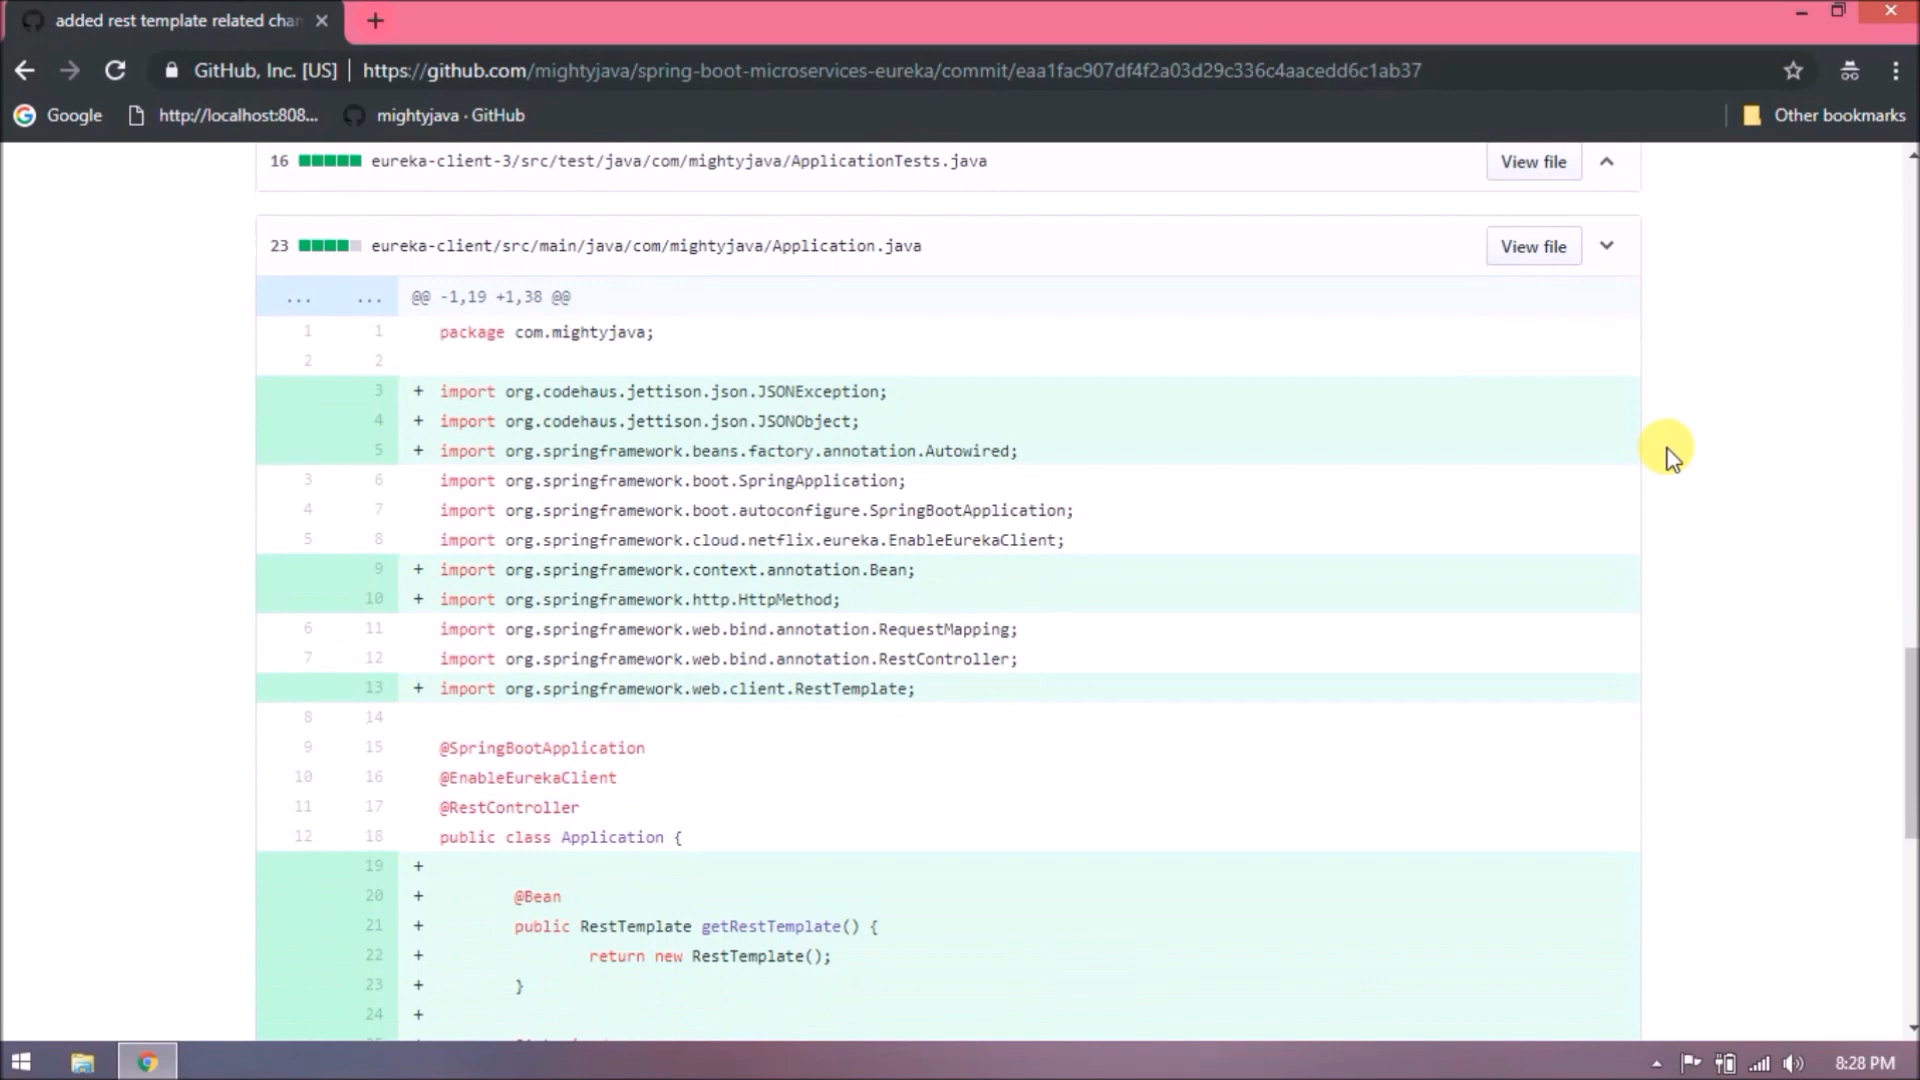 added rest template related chan
GitHub, Inc. [US] | https://github.com/mightyjava/spring-boot-microservices-eureka/commit/eaa1fac907df4f2a03d29c336c4aacedd6c1ab37
Google http://localhost:808... mightyjava · GitHub Other bookmarks
16 eureka-client-3/src/test/java/com/mightyjava/ApplicationTests.java View file
23 eureka-client/src/main/java/com/mightyjava/Application.java View file
... ... @@ -1,19 +1,38 @@
1 1 package com.mightyjava;
2 2
3 + import org.codehaus.jettison.json.JSONException;
4 + import org.codehaus.jettison.json.JSONObject;
5 + import org.springframework.beans.factory.annotation.Autowired;
3 6 import org.springframework.boot.SpringApplication;
4 7 import org.springframework.boot.autoconfigure.SpringBootApplication;
5 8 import org.springframework.cloud.netflix.eureka.EnableEurekaClient;
9 + import org.springframework.context.annotation.Bean;
10 + import org.springframework.http.HttpMethod;
6 11 import org.springframework.web.bind.annotation.RequestMapping;
7 12 import org.springframework.web.bind.annotation.RestController;
13 + import org.springframework.web.client.RestTemplate;
8 14
9 15 @SpringBootApplication
10 16 @EnableEurekaClient
11 17 @RestController
12 18 public class Application {
19 +
20 + @Bean
21 + public RestTemplate getRestTemplate() {
22 + return new RestTemplate();
23 + }
24 +
8:28 PM